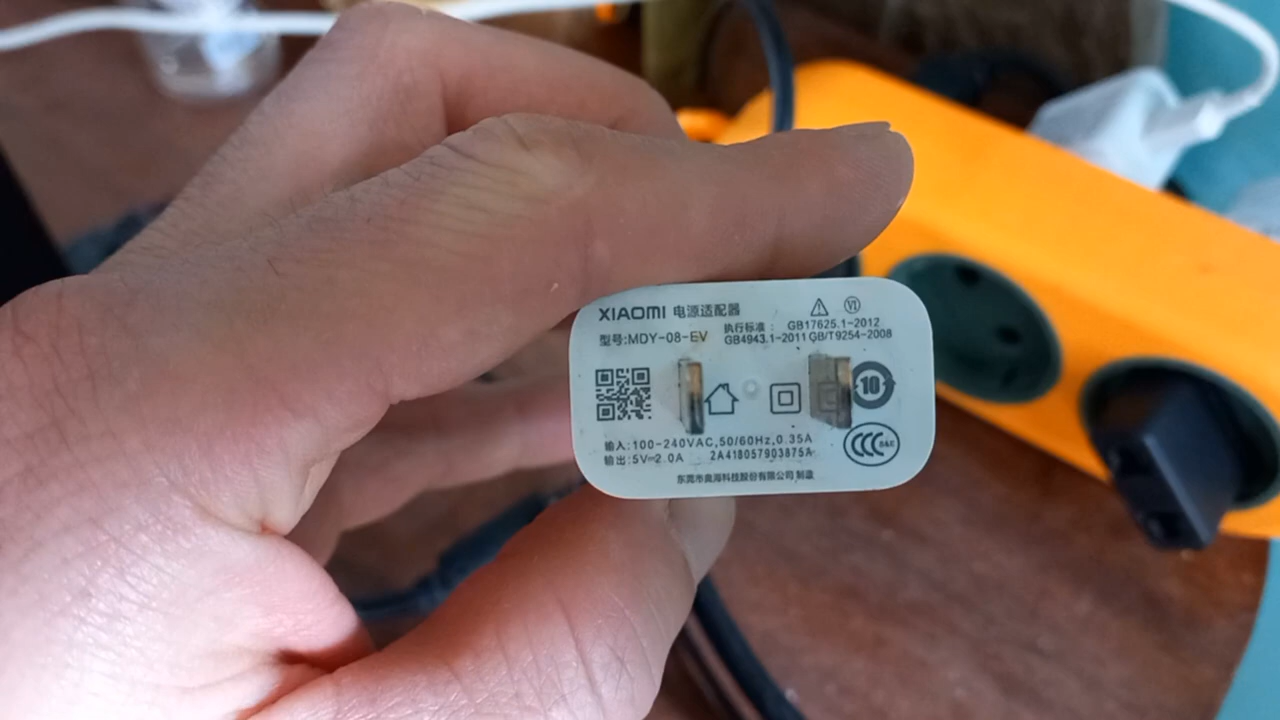 XIAOMI 电源适配器
VI
型号:MDY-08-EV
执行标准: GB17625.1-2012
GB4943.1-2011 GB/T9254-2008
10
输入:100-240VAC,50/60Hz,0.35A
输出:5V⎓2.0A
2A418057903875A
CCC S&E
东莞市奥海科技股份有限公司 制造